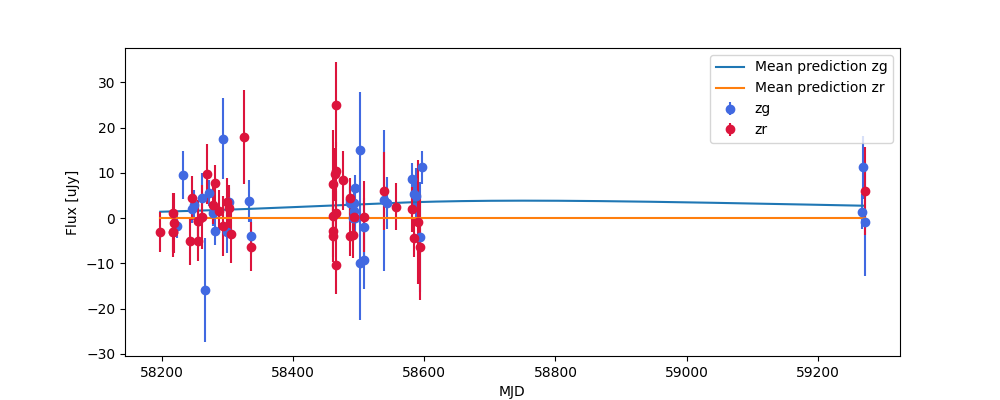 Mean prediction zg
Mean prediction zr
zg
zr
30
20
10
0
−10
−20
−30
Flux [uJy]
58200 58400 58600 58800 59000 59200
MJD